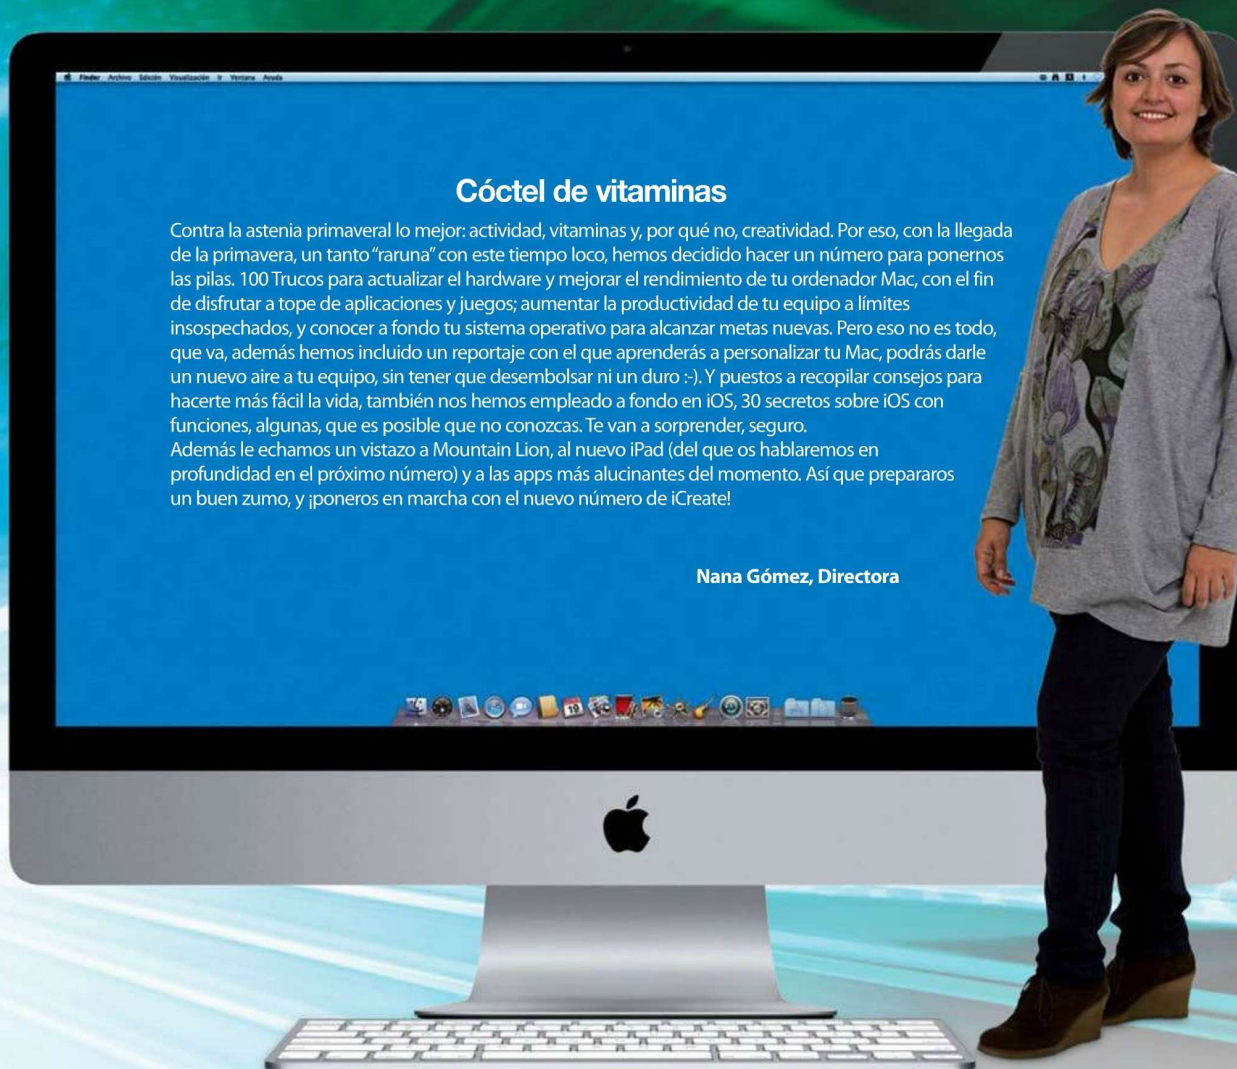 Finder Archivo Edición Visualización Ir Ventana Ayuda
Cóctel de vitaminas
Contra la astenia primaveral lo mejor: actividad, vitaminas y, por qué no, creatividad. Por eso, con la llegada
de la primavera, un tanto “raruna” con este tiempo loco, hemos decidido hacer un número para ponernos
las pilas. 100 Trucos para actualizar el hardware y mejorar el rendimiento de tu ordenador Mac, con el fin
de disfrutar a tope de aplicaciones y juegos; aumentar la productividad de tu equipo a límites
insospechados, y conocer a fondo tu sistema operativo para alcanzar metas nuevas. Pero eso no es todo,
que va, además hemos incluido un reportaje con el que aprenderás a personalizar tu Mac, podrás darle
un nuevo aire a tu equipo, sin tener que desembolsar ni un duro :-). Y puestos a recopilar consejos para
hacerte más fácil la vida, también nos hemos empleado a fondo en iOS, 30 secretos sobre iOS con
funciones, algunas, que es posible que no conozcas. Te van a sorprender, seguro.
Además le echamos un vistazo a Mountain Lion, al nuevo iPad (del que os hablaremos en
profundidad en el próximo número) y a las apps más alucinantes del momento. Así que prepararos
un buen zumo, y ¡poneros en marcha con el nuevo número de iCreate!
Nana Gómez, Directora
19